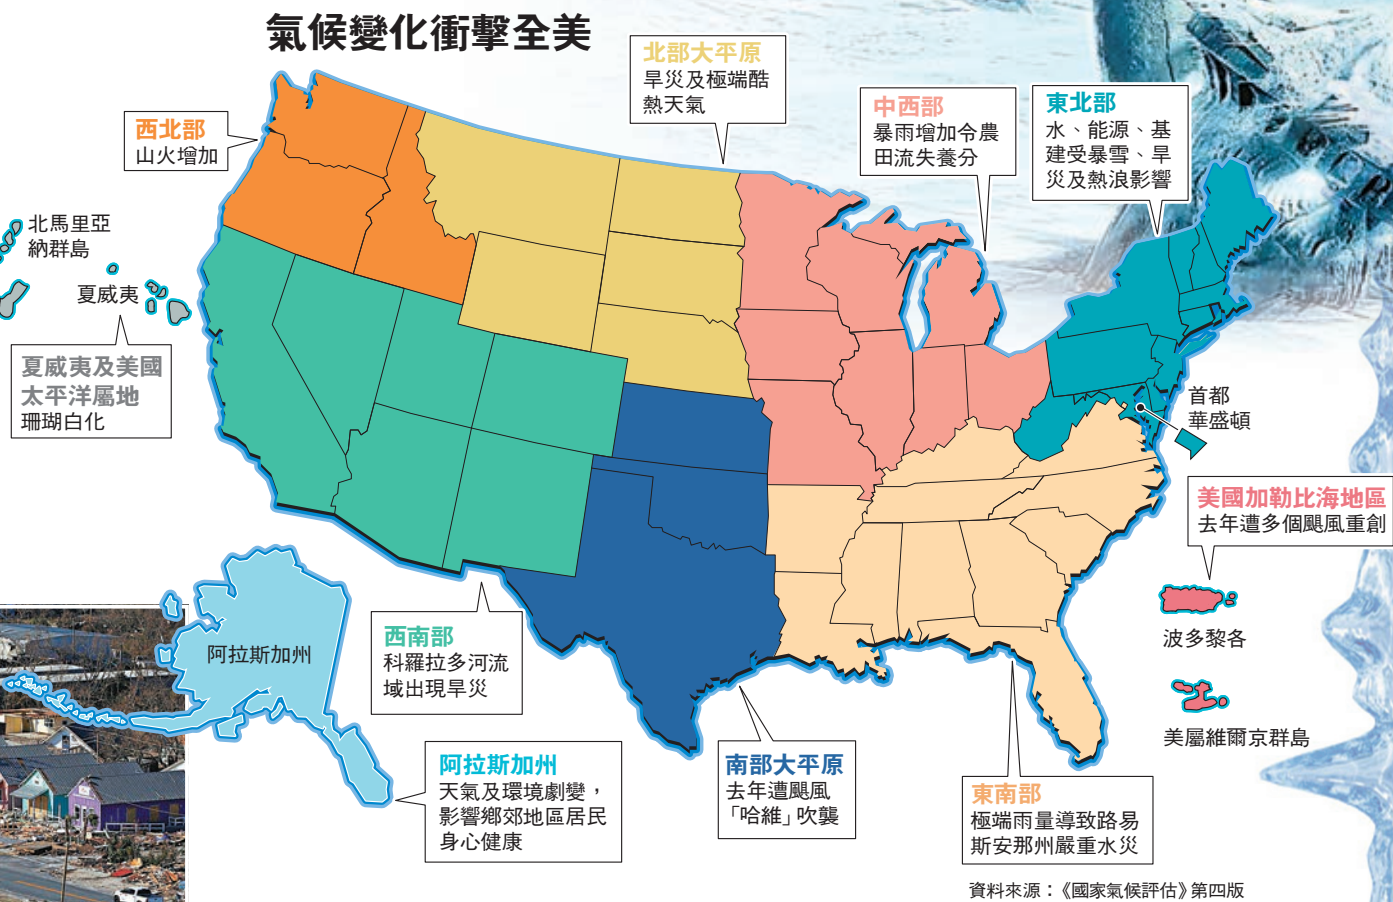 氣候變化衝擊全美
北部大平原
旱災及極端酷
熱天氣
中西部
暴雨增加令農
田流失養分
東北部
水、能源、基
建受暴雪、旱
災及熱浪影響
西北部
山火增加
北馬里亞
納群島
夏威夷
夏威夷及美國
太平洋屬地
珊瑚白化
首都
華盛頓
美國加勒比海地區
去年遭多個颶風重創
波多黎各
美屬維爾京群島
阿拉斯加州
西南部
科羅拉多河流
域出現旱災
阿拉斯加州
天氣及環境劇變，
影響鄉郊地區居民
身心健康
南部大平原
去年遭颶風
「哈維」吹襲
東南部
極端雨量導致路易
斯安那州嚴重水災
資料來源：《國家氣候評估》第四版